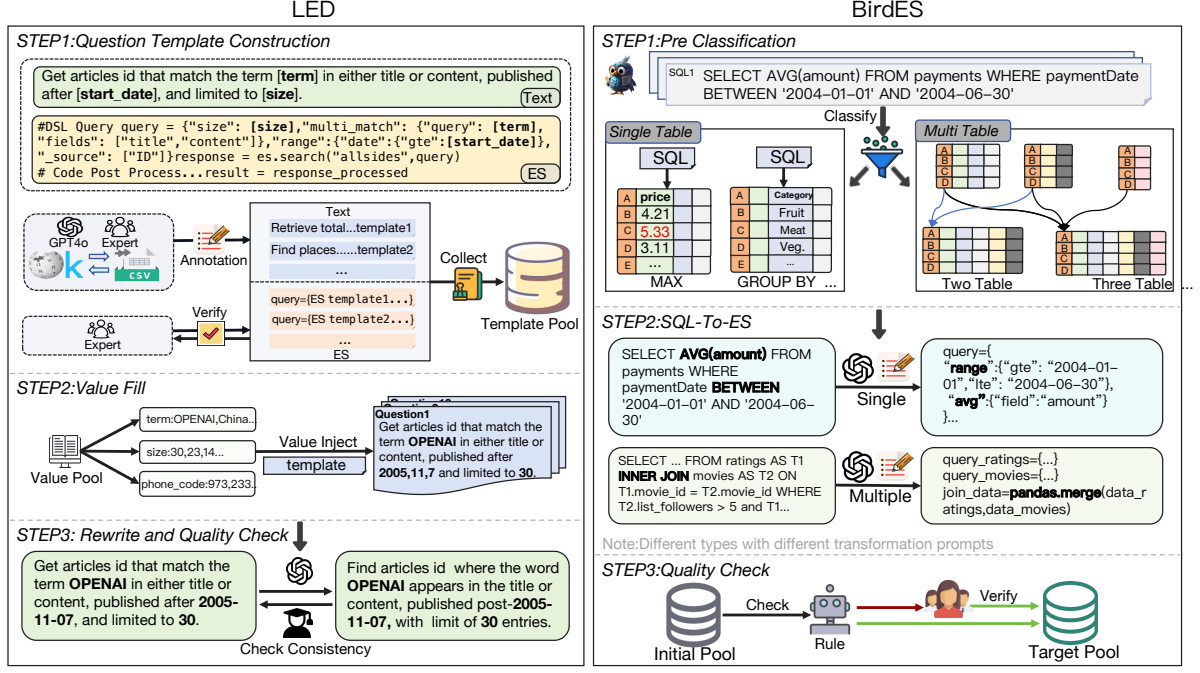 LED
STEP1:Question Template Construction
Get articles id that match the term [term] in either title or content, published
after [start_date], and limited to [size].
Text
#DSL Query query = {"size": [size],"multi_match": {"query": [term],
"fields": ["title","content"]},"range":{"date":{"gte":[start_date]},
"_source": ["ID"]}response = es.search("allsides",query)
# Code Post Process...result = response_processed
ES
GPT4o
Expert
k
CSV
Annotation
Text
Retrieve total...template1
Find places......template2
...
query={ES template1...}
query={ES template2...}
...
ES
Verify
Expert
Collect
Template Pool
STEP2:Value Fill
Value Pool
term:OPENAI,China...
size:30,23,14...
phone_code:973,233..
Value Inject
template
Question1
Get articles id that match the
term OPENAI in either title or
content, published after
2005,11,7 and limited to 30.
STEP3: Rewrite and Quality Check
Get articles id that match the
term OPENAI in either title or
content, published after 2005-
11-07, and limited to 30.
Check Consistency
Find articles id where the word
OPENAI appears in the title or
content, published post-2005-
11-07, with limit of 30 entries.
BirdES
STEP1:Pre Classification
SQL1
SELECT AVG(amount) FROM payments WHERE paymentDate
BETWEEN '2004-01-01' AND '2004-06-30'
Classify
Single Table
SQL
SQL
A price
B 4.21
C 5.33
D 3.11
E ...
MAX
A Category
B Fruit
C Meat
D Veg.
E ...
GROUP BY ...
Multi Table
A
B
C
D
A
B
C
D
A
B
C
D
A
B
C
D
A
B
C
D
Two Table
Three Table ...
STEP2:SQL-To-ES
SELECT AVG(amount) FROM
payments WHERE
paymentDate BETWEEN
'2004-01-01' AND '2004-06-
30'
Single
query={
“range":{“gte”: “2004-01-
01”,“lte”: “2004-06-30”},
“avg”:{“field":“amount”}
}...
SELECT ... FROM ratings AS T1
INNER JOIN movies AS T2 ON
T1.movie_id = T2.movie_id WHERE
T2.list_followers > 5 and T1...
Multiple
query_ratings={...}
query_movies={...}
join_data=pandas.merge(data_r
atings,data_movies)
Note:Different types with different transformation prompts
STEP3:Quality Check
Initial Pool
Check
Rule
Verify
Target Pool